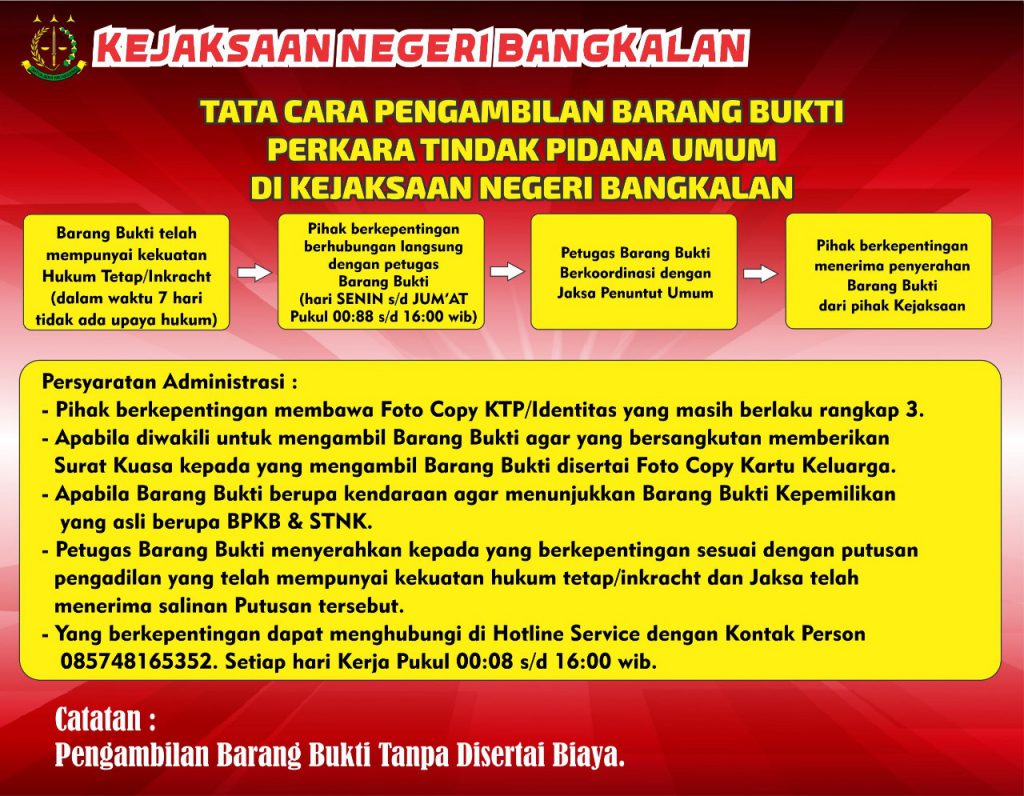 KEJAKSAAN NEGERI BANGKALAN
TATA CARA PENGAMBILAN BARANG BUKTI
PERKARA TINDAK PIDANA UMUM
DI KEJAKSAAN NEGERI BANGKALAN
Barang Bukti telah
mempunyai kekuatan
Hukum Tetap/Inkracht
(dalam waktu 7 hari
tidak ada upaya hukum)
Pihak berkepentingan
berhubungan langsung
dengan petugas
Barang Bukti
(hari SENIN s/d JUM'AT
Pukul 00:88 s/d 16:00 wib)
Petugas Barang Bukti
Berkoordinasi dengan
Jaksa Penuntut Umum
Pihak berkepentingan
menerima penyerahan
Barang Bukti
dari pihak Kejaksaan
Persyaratan Administrasi :
- Pihak berkepentingan membawa Foto Copy KTP/Identitas yang masih berlaku rangkap 3.
- Apabila diwakili untuk mengambil Barang Bukti agar yang bersangkutan memberikan
Surat Kuasa kepada yang mengambil Barang Bukti disertai Foto Copy Kartu Keluarga.
- Apabila Barang Bukti berupa kendaraan agar menunjukkan Barang Bukti Kepemilikan
yang asli berupa BPKB & STNK.
- Petugas Barang Bukti menyerahkan kepada yang berkepentingan sesuai dengan putusan
pengadilan yang telah mempunyai kekuatan hukum tetap/inkracht dan Jaksa telah
menerima salinan Putusan tersebut.
- Yang berkepentingan dapat menghubungi di Hotline Service dengan Kontak Person
085748165352. Setiap hari Kerja Pukul 00:08 s/d 16:00 wib.
Catatan :
Pengambilan Barang Bukti Tanpa Disertai Biaya.